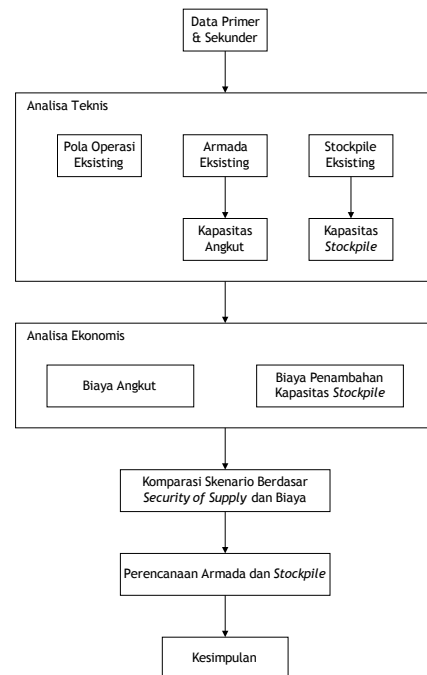 Data Primer
& Sekunder
Analisa Teknis
Pola Operasi
Eksisting
Armada
Eksisting
Stockpile
Eksisting
Kapasitas
Angkut
Kapasitas
Stockpile
Analisa Ekonomis
Biaya Angkut
Biaya Penambahan
Kapasitas Stockpile
Komparasi Skenario Berdasar
Security of Supply dan Biaya
Perencanaan Armada dan Stockpile
Kesimpulan